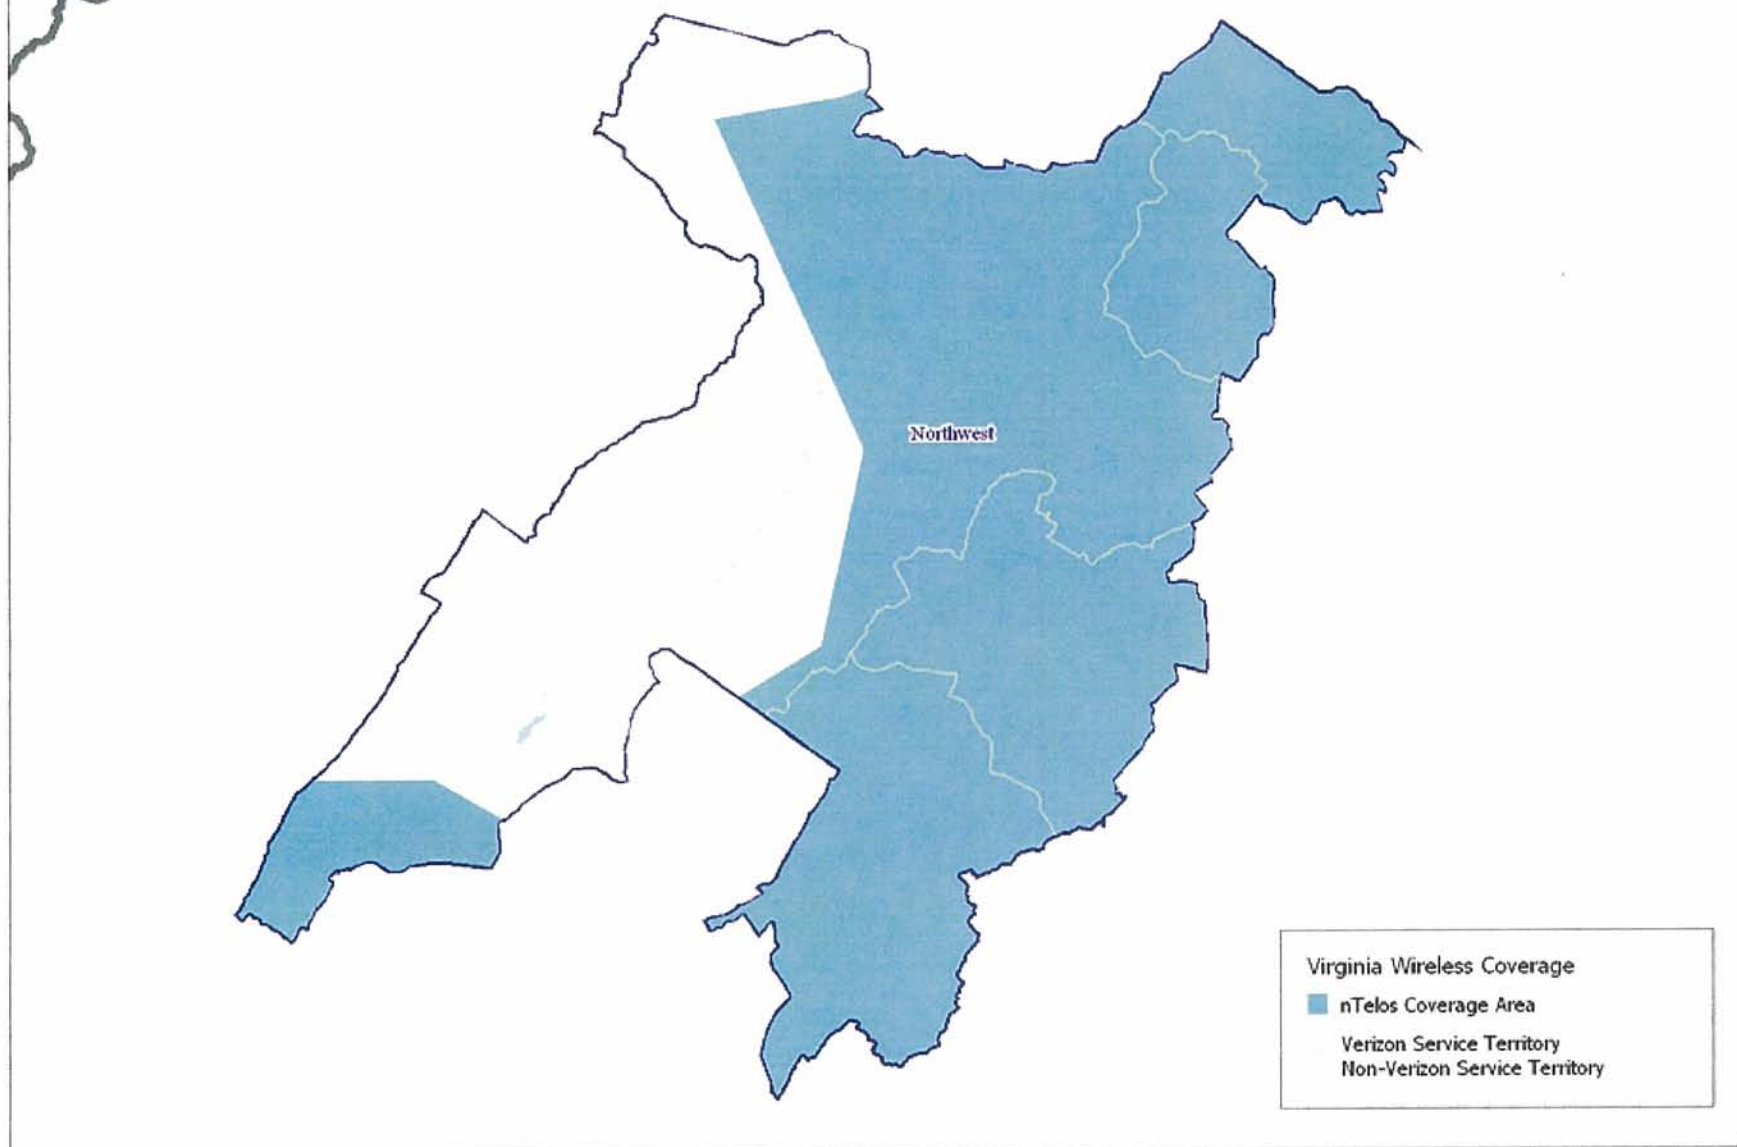 Northwest
Virginia Wireless Coverage
nTelos Coverage Area
Verizon Service Territory
Non-Verizon Service Territory